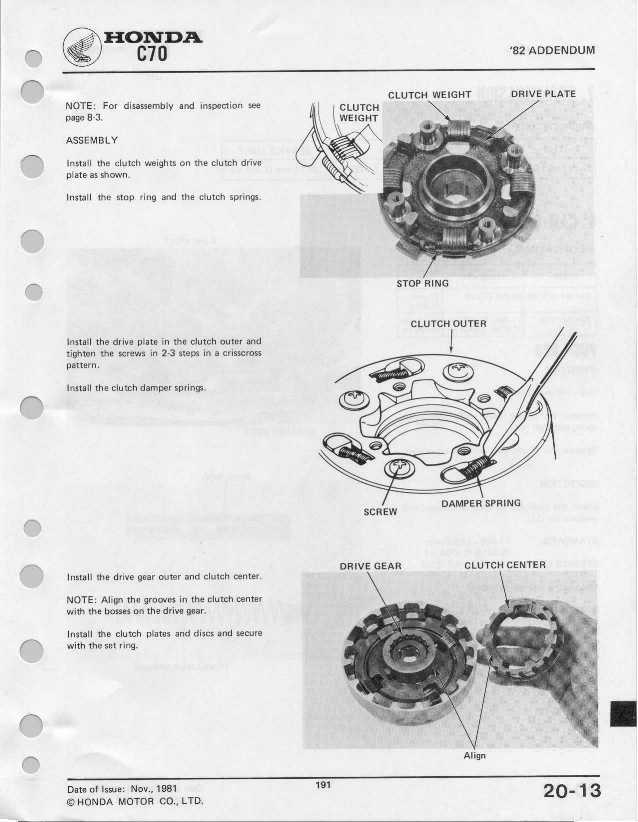 HONDA
C70
'82 ADDENDUM
NOTE: For disassembly and inspection see
page 8-3.
ASSEMBLY
Install the clutch weights on the clutch drive
plate as shown.
Install the stop ring and the clutch springs.
CLUTCH
WEIGHT
CLUTCH WEIGHT
DRIVE PLATE
STOP RING
Install the drive plate in the clutch outer and
tighten the screws in 2-3 steps in a crisscross
pattern.
Install the clutch damper springs.
CLUTCH OUTER
SCREW
DAMPER SPRING
Install the drive gear outer and clutch center.
NOTE: Align the grooves in the clutch center
with the bosses on the drive gear.
Install the clutch plates and discs and secure
with the set ring.
DRIVE GEAR
CLUTCH CENTER
Align
Date of Issue: Nov., 1981
© HONDA MOTOR CO., LTD.
191
20-13